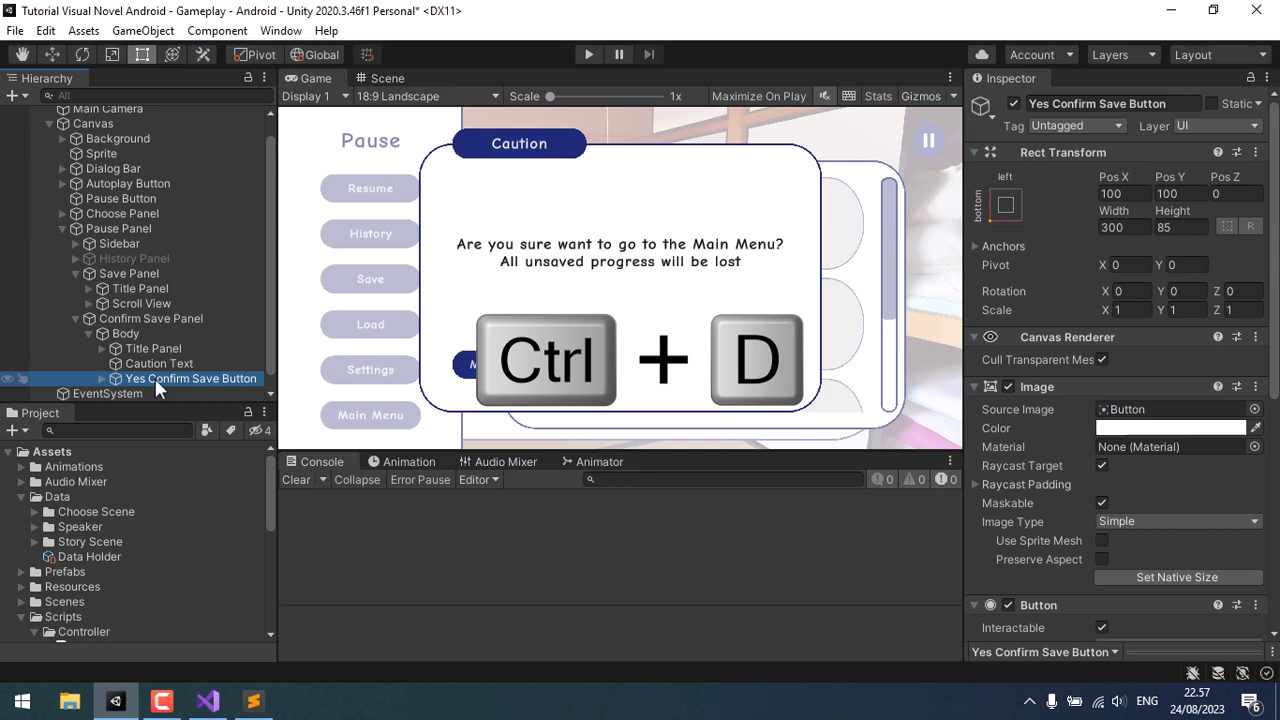 Tutorial Visual Novel Android - Gameplay - Android - Unity 2020.3.46f1 Personal* <DX11>
File Edit Assets GameObject Component Window Help
Pivot Global Account Layers Layout
Hierarchy
All
Main Camera
Canvas
Background
Sprite
Dialog Bar
Autoplay Button
Pause Button
Choose Panel
Pause Panel
Sidebar
History Panel
Save Panel
Title Panel
Scroll View
Confirm Save Panel
Body
Title Panel
Caution Text
Yes Confirm Save Button
EventSystem
Project
4
Assets
Animations
Audio Mixer
Data
Choose Scene
Speaker
Story Scene
Data Holder
Prefabs
Resources
Scenes
Scripts
Controller
Game Scene
Display 1 18:9 Landscape Scale 1x Maximize On Play Stats Gizmos
Pause
Resume
History
Save
Load
Settings
Main Menu
Caution
Are you sure want to go to the Main Menu?
All unsaved progress will be lost
Ctrl + D
Console Animation Audio Mixer Animator
Clear Collapse Error Pause Editor 0 0 0
Inspector
Yes Confirm Save Button Static
Tag Untagged Layer UI
Rect Transform
left
bottom
Pos X Pos Y Pos Z
100 100 0
Width Height
300 85 R
Anchors
Pivot X 0 Y 0
Rotation X 0 Y 0 Z 0
Scale X 1 Y 1 Z 1
Canvas Renderer
Cull Transparent Mes
Image
Source Image Button
Color
Material None (Material)
Raycast Target
Raycast Padding
Maskable
Image Type Simple
Use Sprite Mesh
Preserve Aspect
Set Native Size
Button
Interactable
Yes Confirm Save Button
ENG
22.57
24/08/2023
6